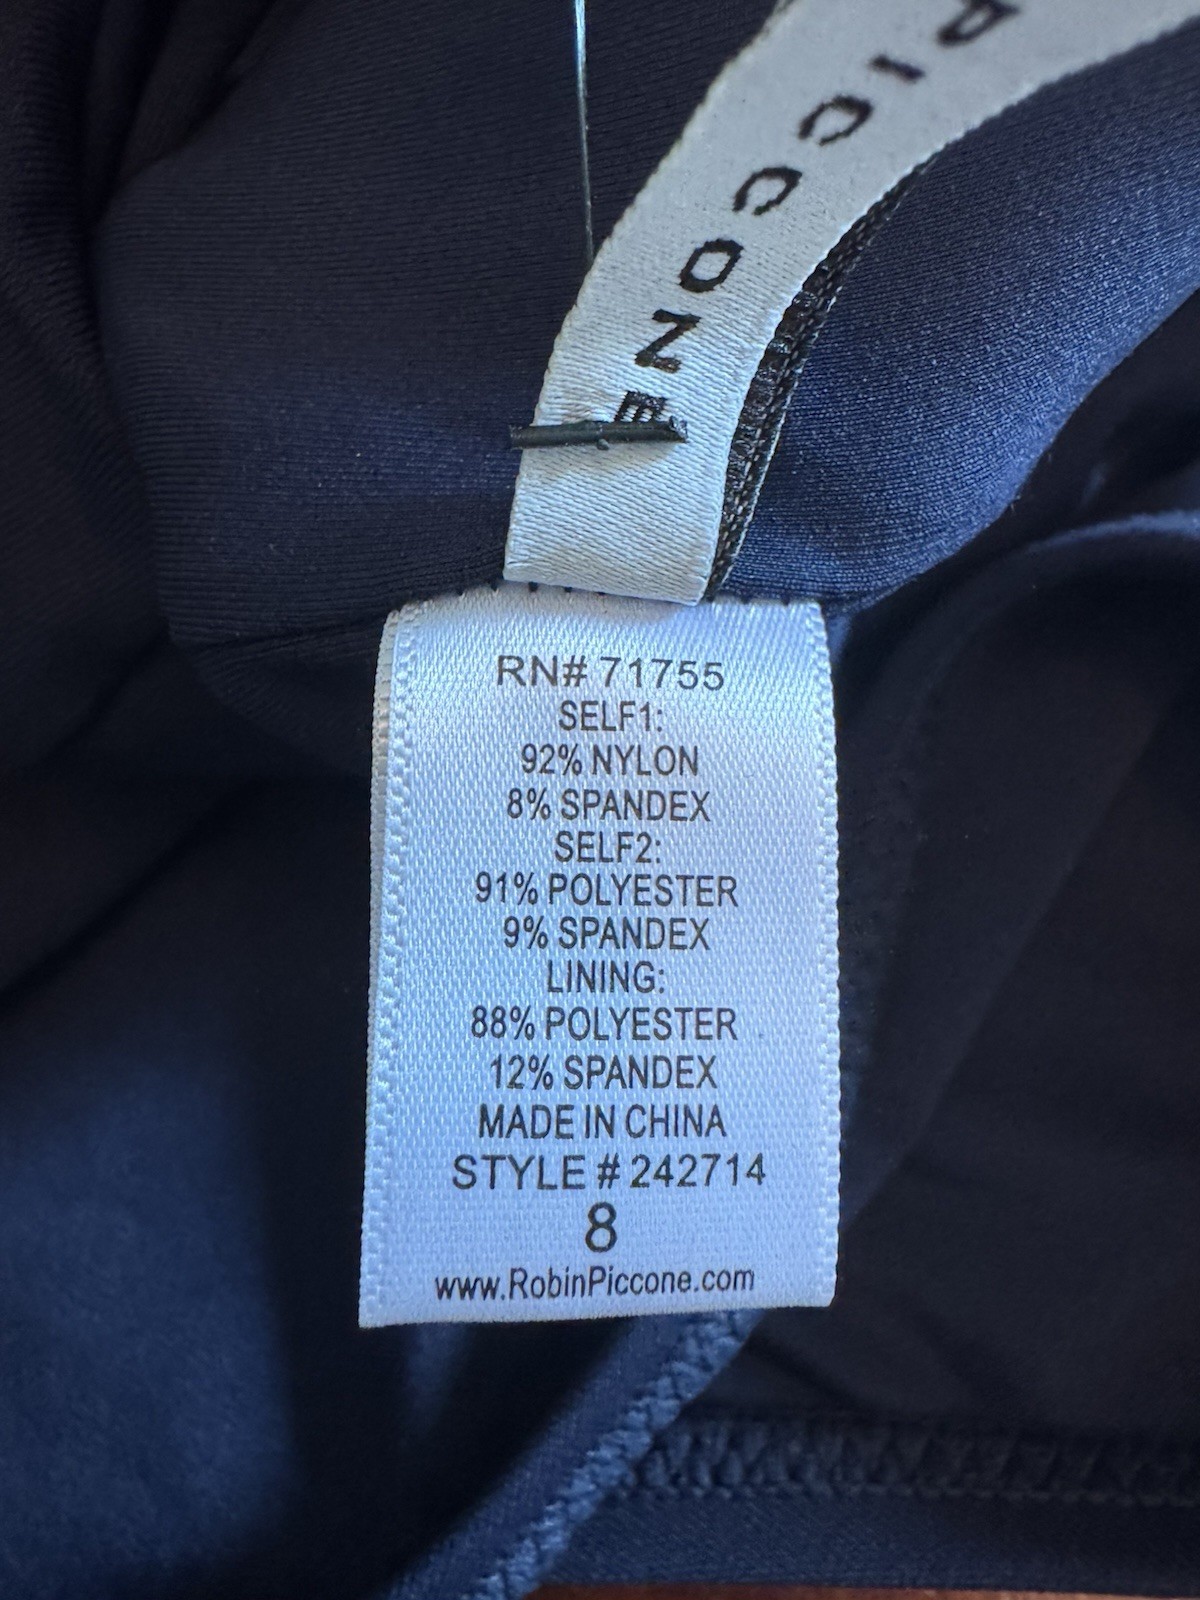 PICCONE
RN# 71755
SELF1:
92% NYLON
8% SPANDEX
SELF2:
91% POLYESTER
9% SPANDEX
LINING:
88% POLYESTER
12% SPANDEX
MADE IN CHINA
STYLE # 242714
8
www.RobinPiccone.com